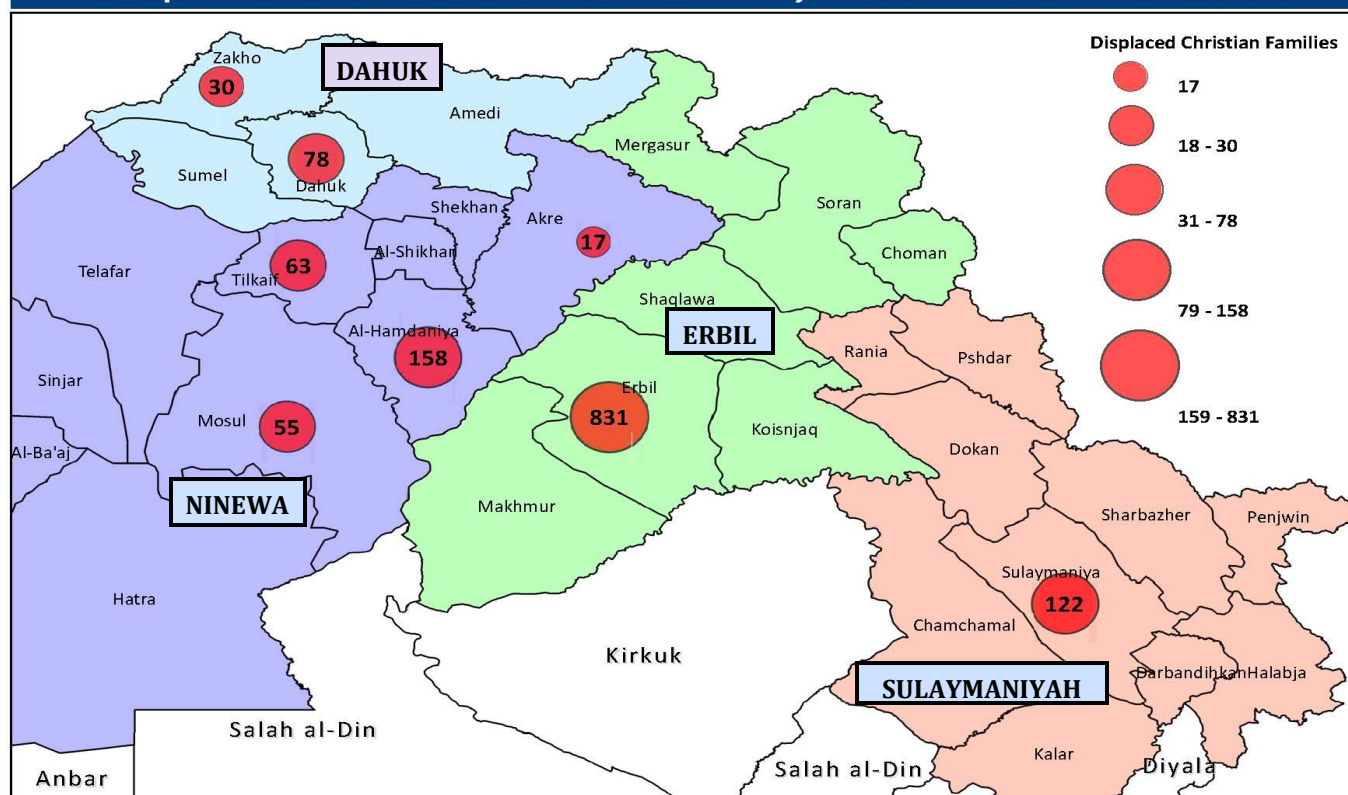 Displaced Christian Families
17
18 - 30
31 - 78
79 - 158
159 - 831
DAHUK
Zakho
30
Amedi
Sumel
78
Dahuk
Mergasur
Soran
Choman
Shekhan
Akre
17
Al-Shikhan
Telafar
Tilkaif
63
Shaqlawa
ERBIL
Al-Hamdaniya
158
Rania
Pshdar
Sinjar
Erbil
831
Mosul
55
Koisnjaq
Dokan
Al-Ba'aj
NINEWA
Makhmur
Sharbazher
Penjwin
Hatra
Sulaymaniya
122
Chamchamal
Kirkuk
Darbandihkan
Halabja
SULAYMANIYAH
Salah al-Din
Kalar
Salah al-Din
Diyala
Anbar